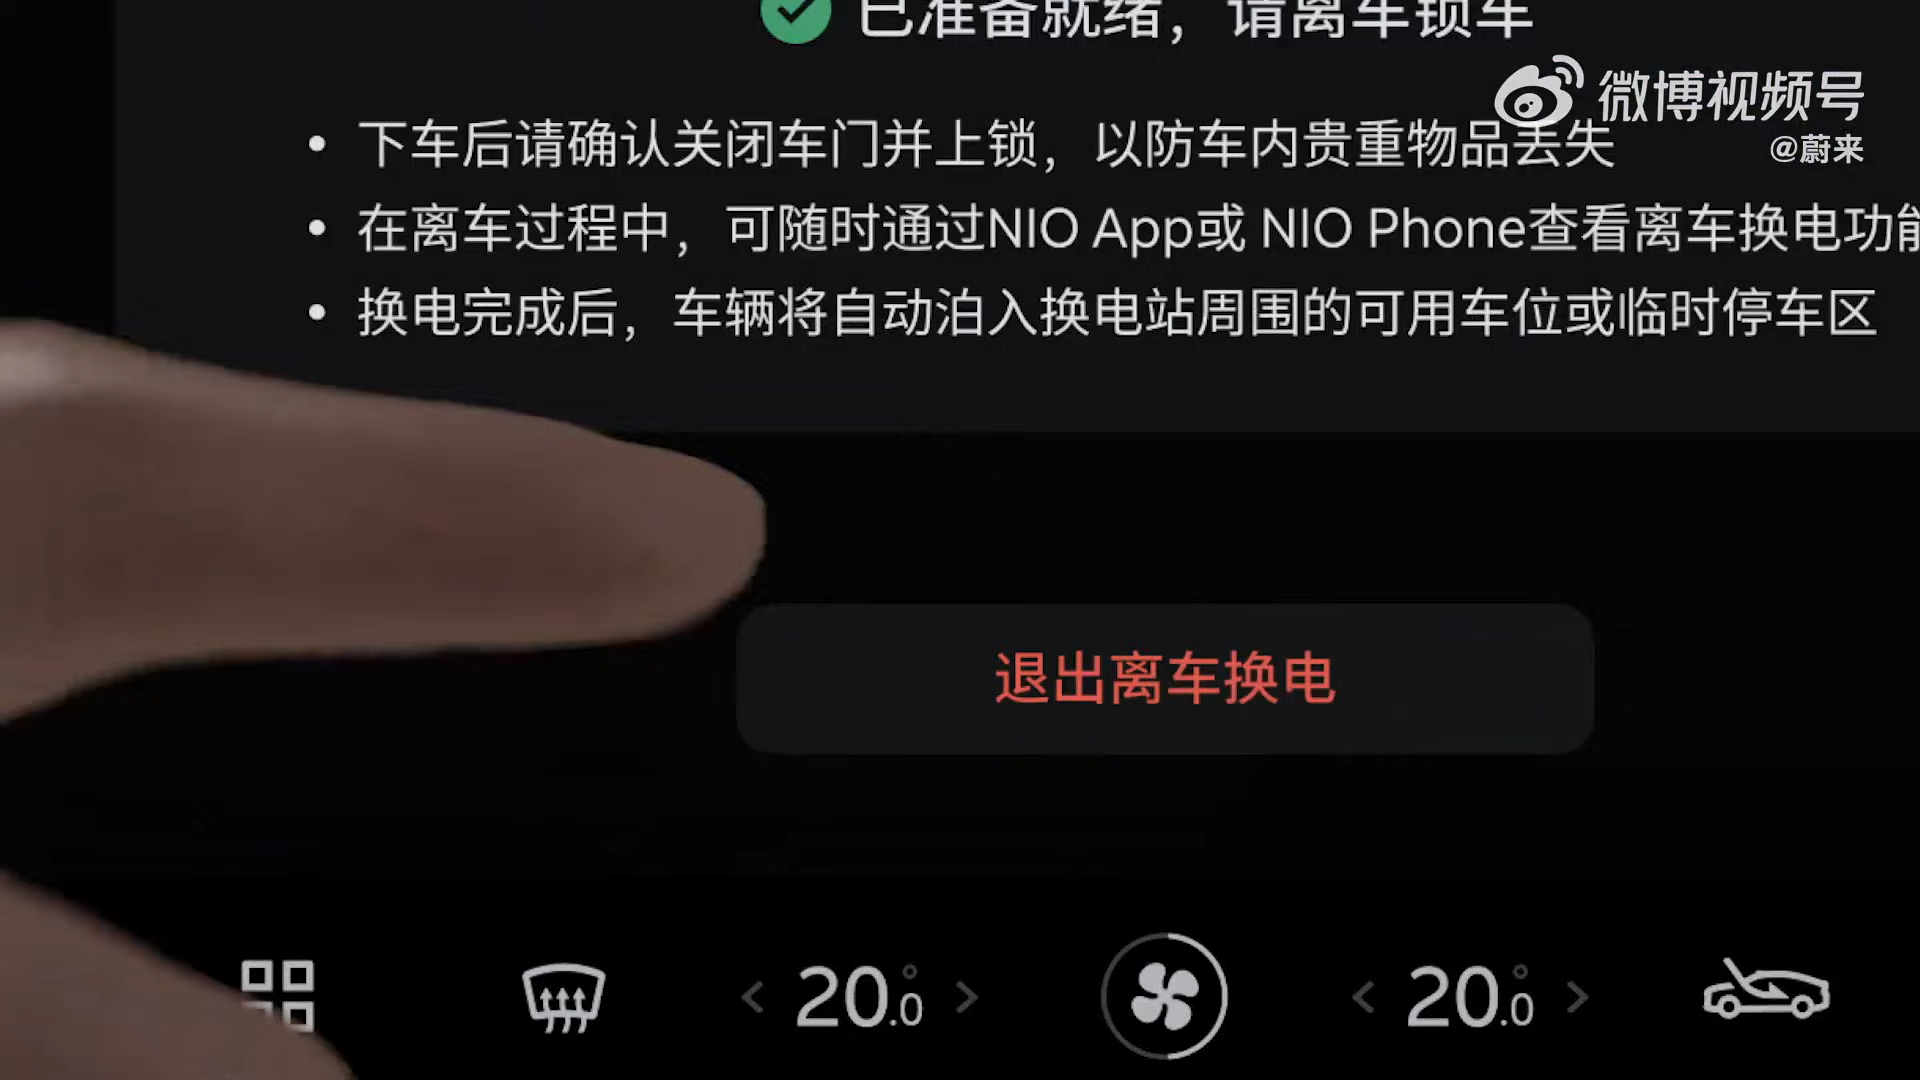 已准备就绪，请离车锁车
微博视频号
@蔚来
• 下车后请确认关闭车门并上锁，以防车内贵重物品丢失
• 在离车过程中，可随时通过NIO App或 NIO Phone查看离车换电功能
• 换电完成后，车辆将自动泊入换电站周围的可用车位或临时停车区
退出离车换电
< 20.0° >
< 20.0° >